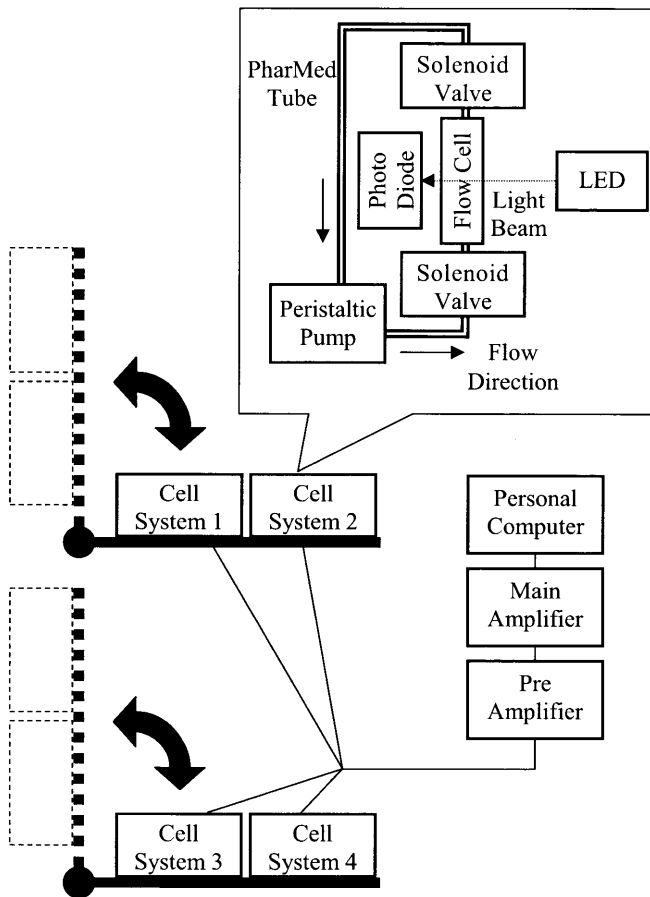 PharMed
Tube
Solenoid
Valve
Photo
Diode
Flow Cell
LED
Light
Beam
Solenoid
Valve
Peristaltic
Pump
Flow
Direction
Cell
System 1
Cell
System 2
Personal
Computer
Main
Amplifier
Pre
Amplifier
Cell
System 3
Cell
System 4